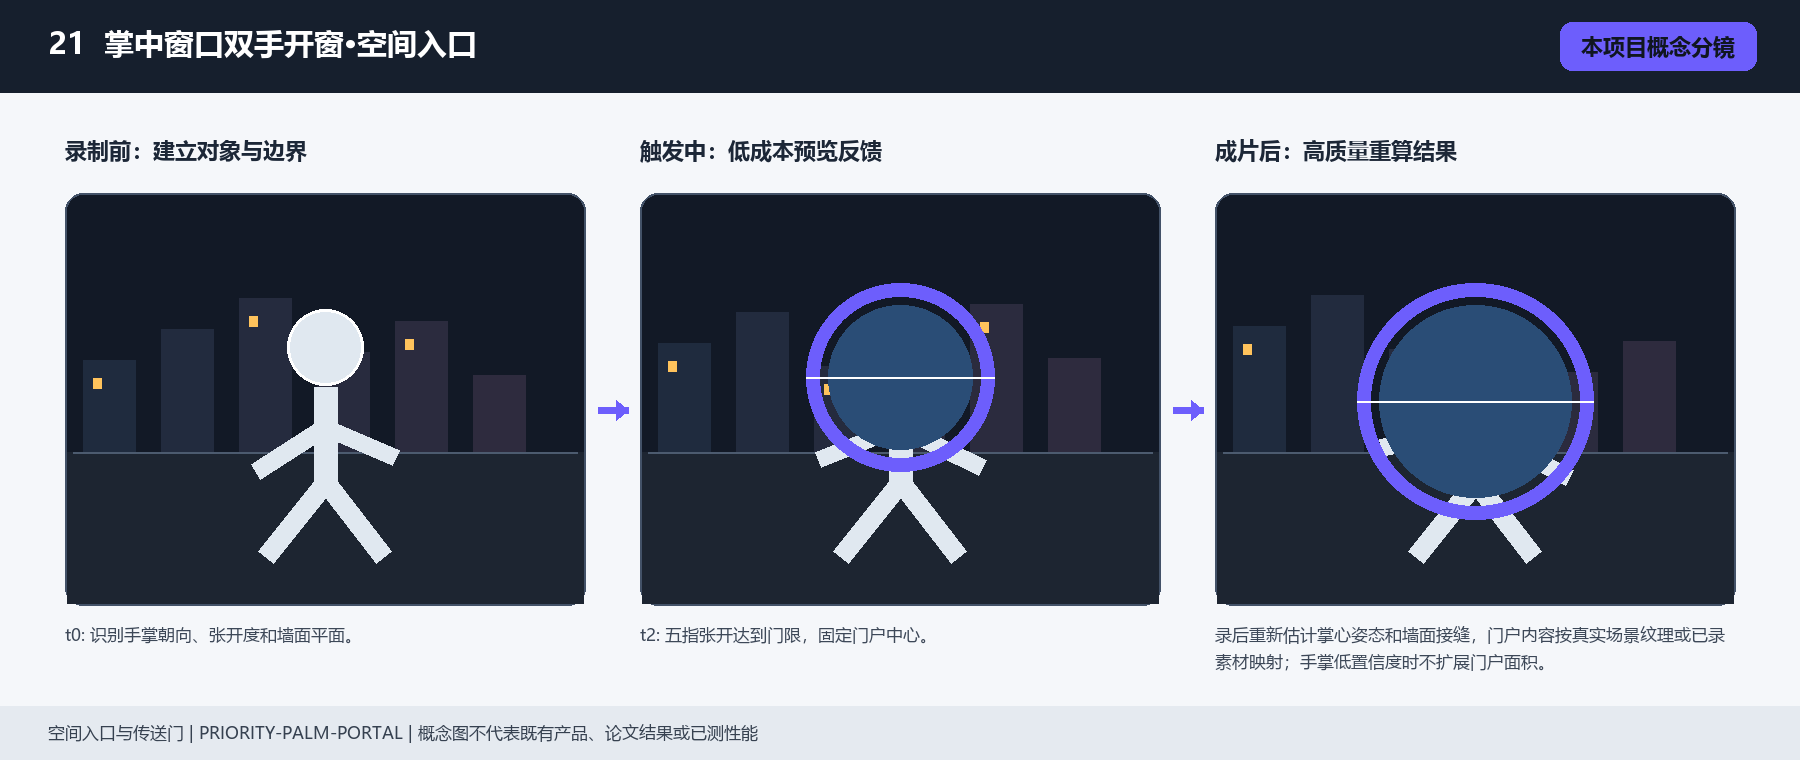 21 掌中窗口双手开窗•空间入口
本项目概念分镜
录制前：建立对象与边界
触发中：低成本预览反馈
成片后：高质量重算结果
t0: 识别手掌朝向、张开度和墙面平面。
t2: 五指张开达到门限，固定门户中心。
录后重新估计掌心姿态和墙面接缝，门户内容按真实场景纹理或已录
素材映射；手掌低置信度时不扩展门户面积。
空间入口与传送门 | PRIORITY-PALM-PORTAL | 概念图不代表既有产品、论文结果或已测性能